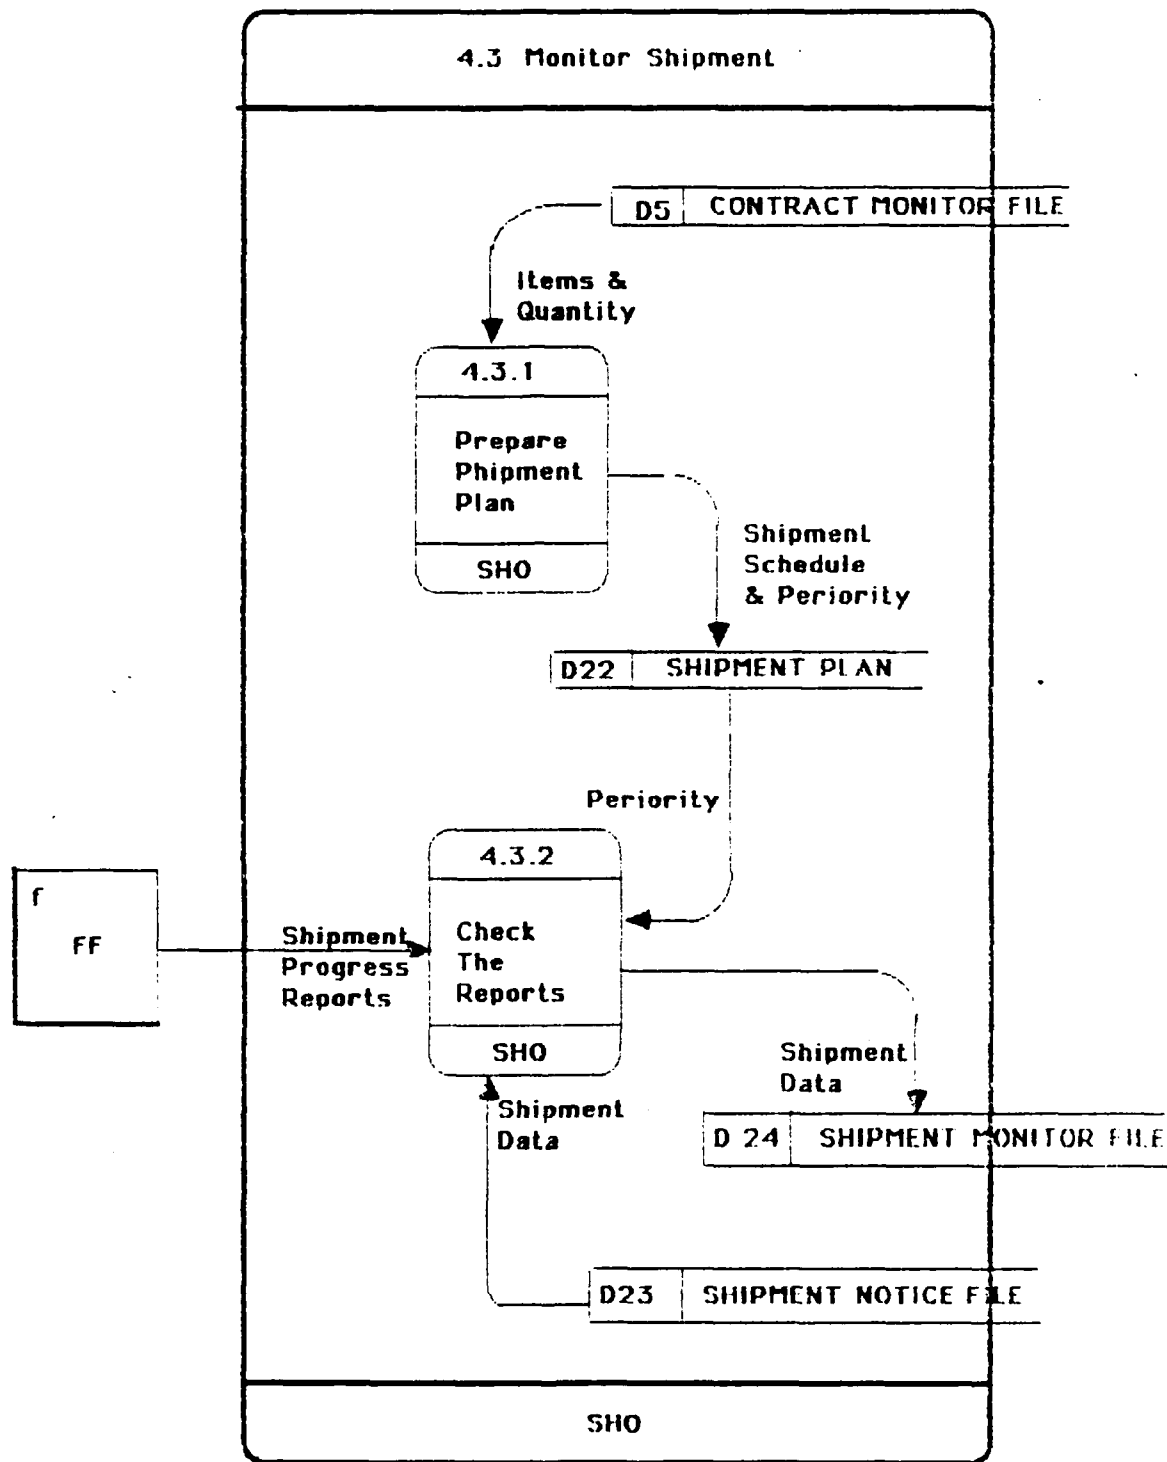 4.3 Monitor Shipment
D5 CONTRACT MONITOR FILE
Items &
Quantity
4.3.1
Prepare
Phipment
Plan
SHO
Shipment
Schedule
& Periority
D22 SHIPMENT PLAN
Periority
f
FF
Shipment
Progress
Reports
4.3.2
Check
The
Reports
SHO
Shipment
Data
D 24 SHIPMENT MONITOR FILE
Shipment
Data
D23 SHIPMENT NOTICE FILE
SHO